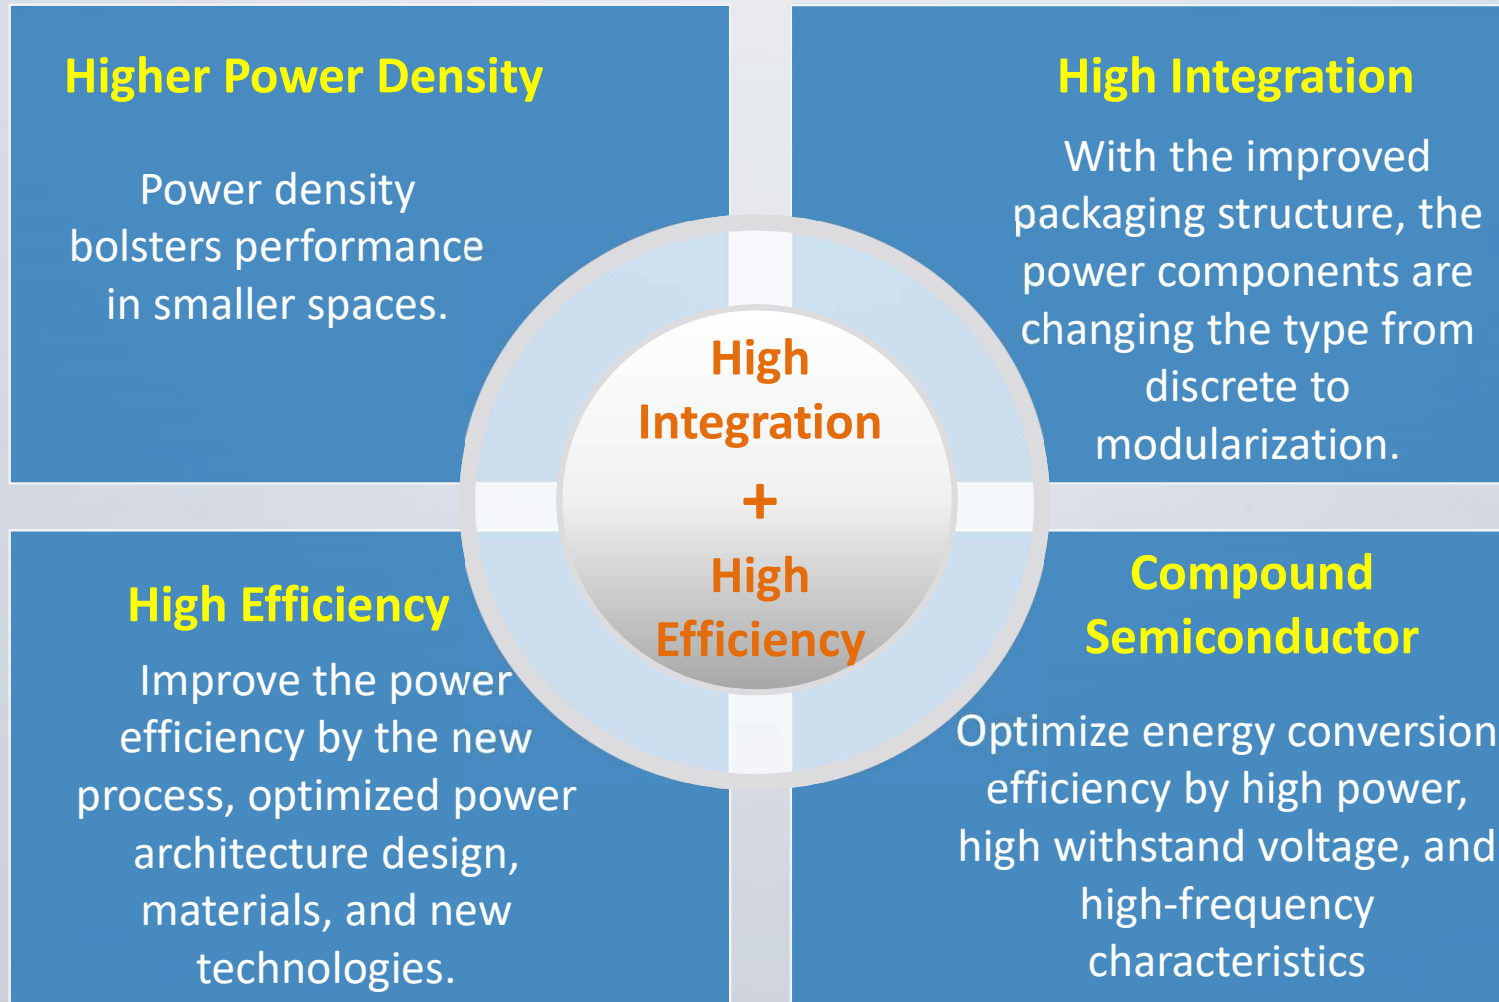 Higher Power Density
Power density
bolsters performance
in smaller spaces.
High Integration
With the improved
packaging structure, the
power components are
changing the type from
discrete to
modularization.
High
Integration
+
High
Efficiency
High Efficiency
Improve the power
efficiency by the new
process, optimized power
architecture design,
materials, and new
technologies.
Compound
Semiconductor
Optimize energy conversion
efficiency by high power,
high withstand voltage, and
high-frequency
characteristics